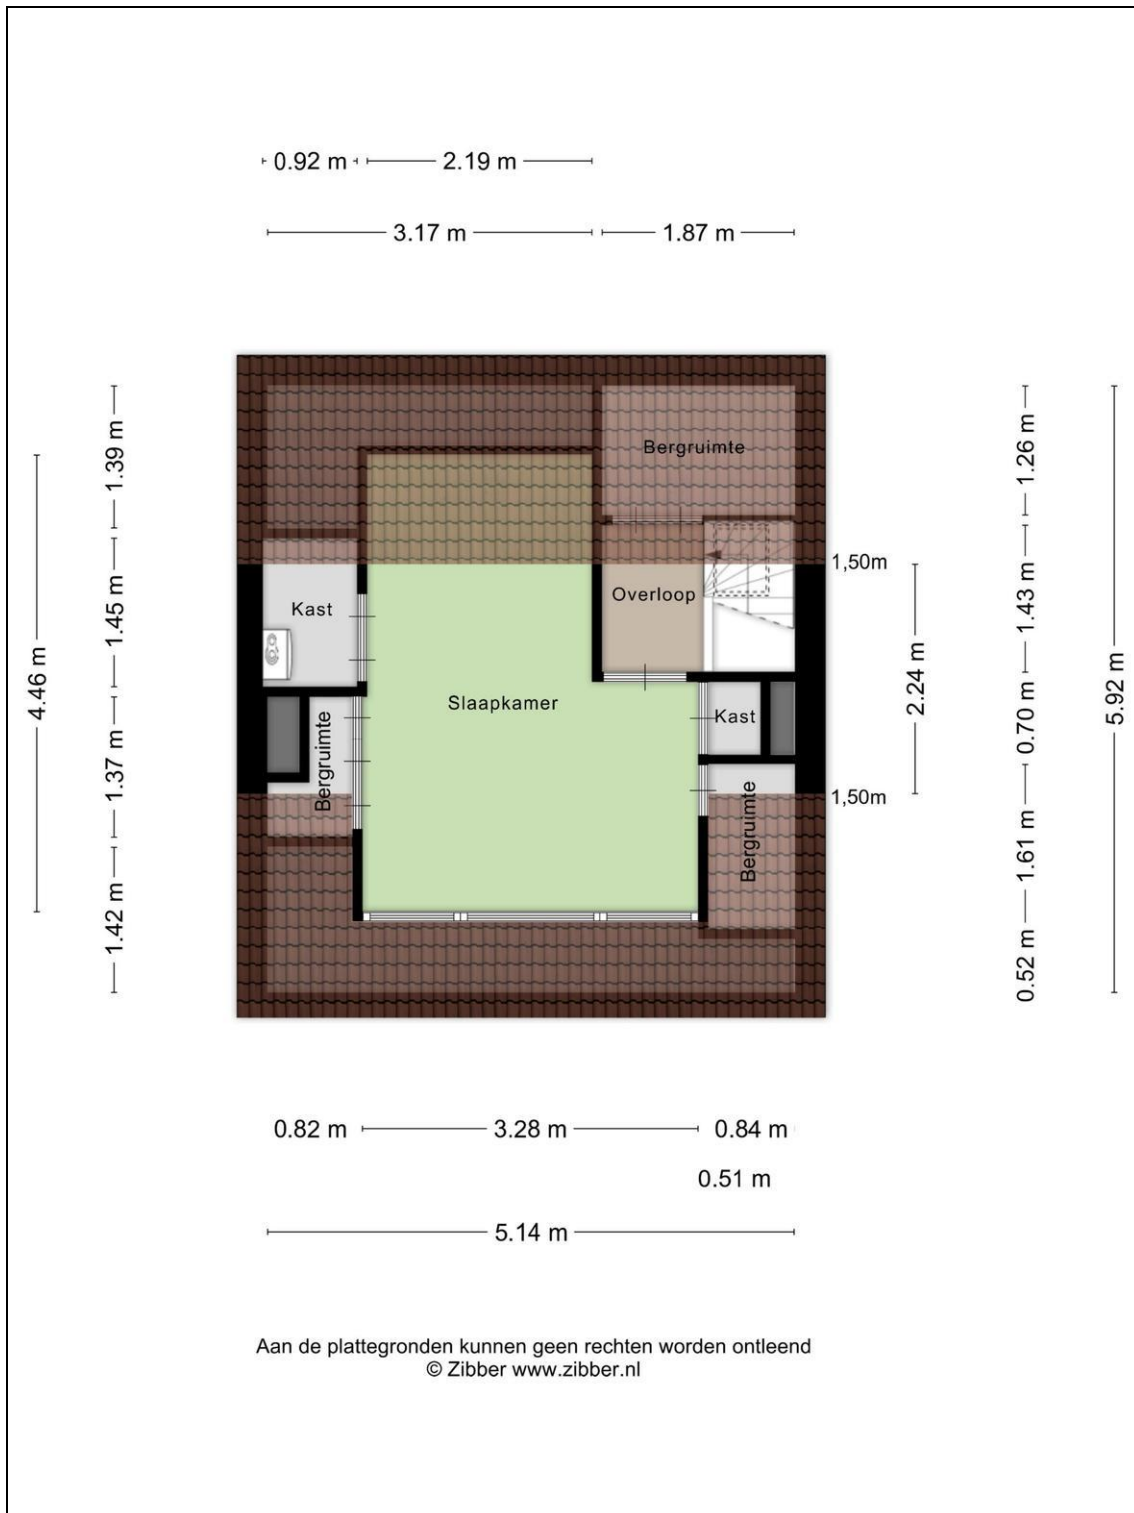 0.92 m
2.19 m
3.17 m
1.87 m
1.39 m
1.45 m
1.37 m
1.42 m
4.46 m
Bergruimte
Overloop
Kast
Slaapkamer
Kast
Bergruimte
Bergruimte
1,50m
1,50m
2.24 m
1.26 m
1.43 m
0.70 m
1.61 m
0.52 m
5.92 m
0.82 m
3.28 m
0.84 m
0.51 m
5.14 m
Aan de plattegronden kunnen geen rechten worden ontleend
© Zibber www.zibber.nl